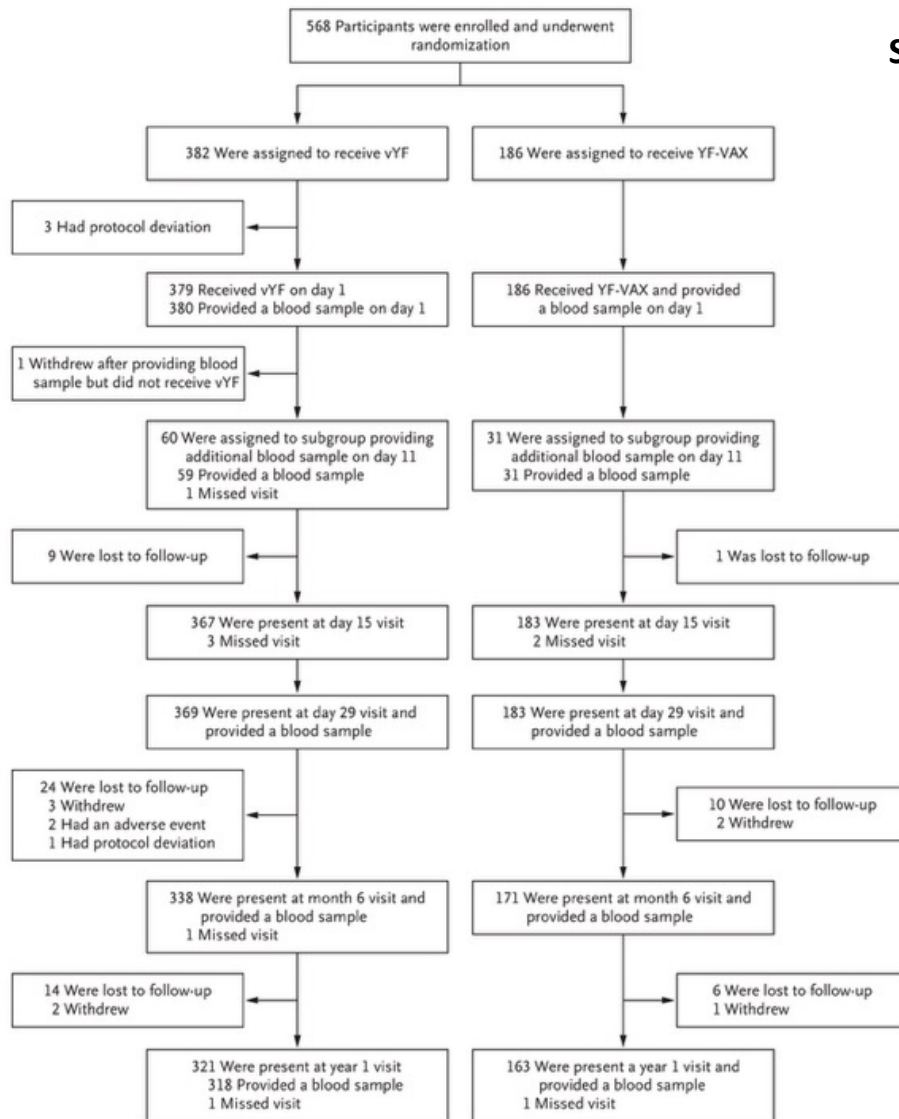 568 Participants were enrolled and underwent
randomization
S
382 Were assigned to receive vYF
186 Were assigned to receive YF-VAX
3 Had protocol deviation
379 Received vYF on day 1
380 Provided a blood sample on day 1
186 Received YF-VAX and provided
a blood sample on day 1
1 Withdrew after providing blood
sample but did not receive vYF
60 Were assigned to subgroup providing
additional blood sample on day 11
59 Provided a blood sample
1 Missed visit
31 Were assigned to subgroup providing
additional blood sample on day 11
31 Provided a blood sample
9 Were lost to follow-up
1 Was lost to follow-up
367 Were present at day 15 visit
3 Missed visit
183 Were present at day 15 visit
2 Missed visit
369 Were present at day 29 visit and
provided a blood sample
183 Were present at day 29 visit and
provided a blood sample
24 Were lost to follow-up
3 Withdrew
2 Had an adverse event
1 Had protocol deviation
10 Were lost to follow-up
2 Withdrew
338 Were present at month 6 visit and
provided a blood sample
1 Missed visit
171 Were present at month 6 visit and
provided a blood sample
14 Were lost to follow-up
2 Withdrew
6 Were lost to follow-up
1 Withdrew
321 Were present at year 1 visit
318 Provided a blood sample
1 Missed visit
163 Were present a year 1 visit and
provided a blood sample
1 Missed visit